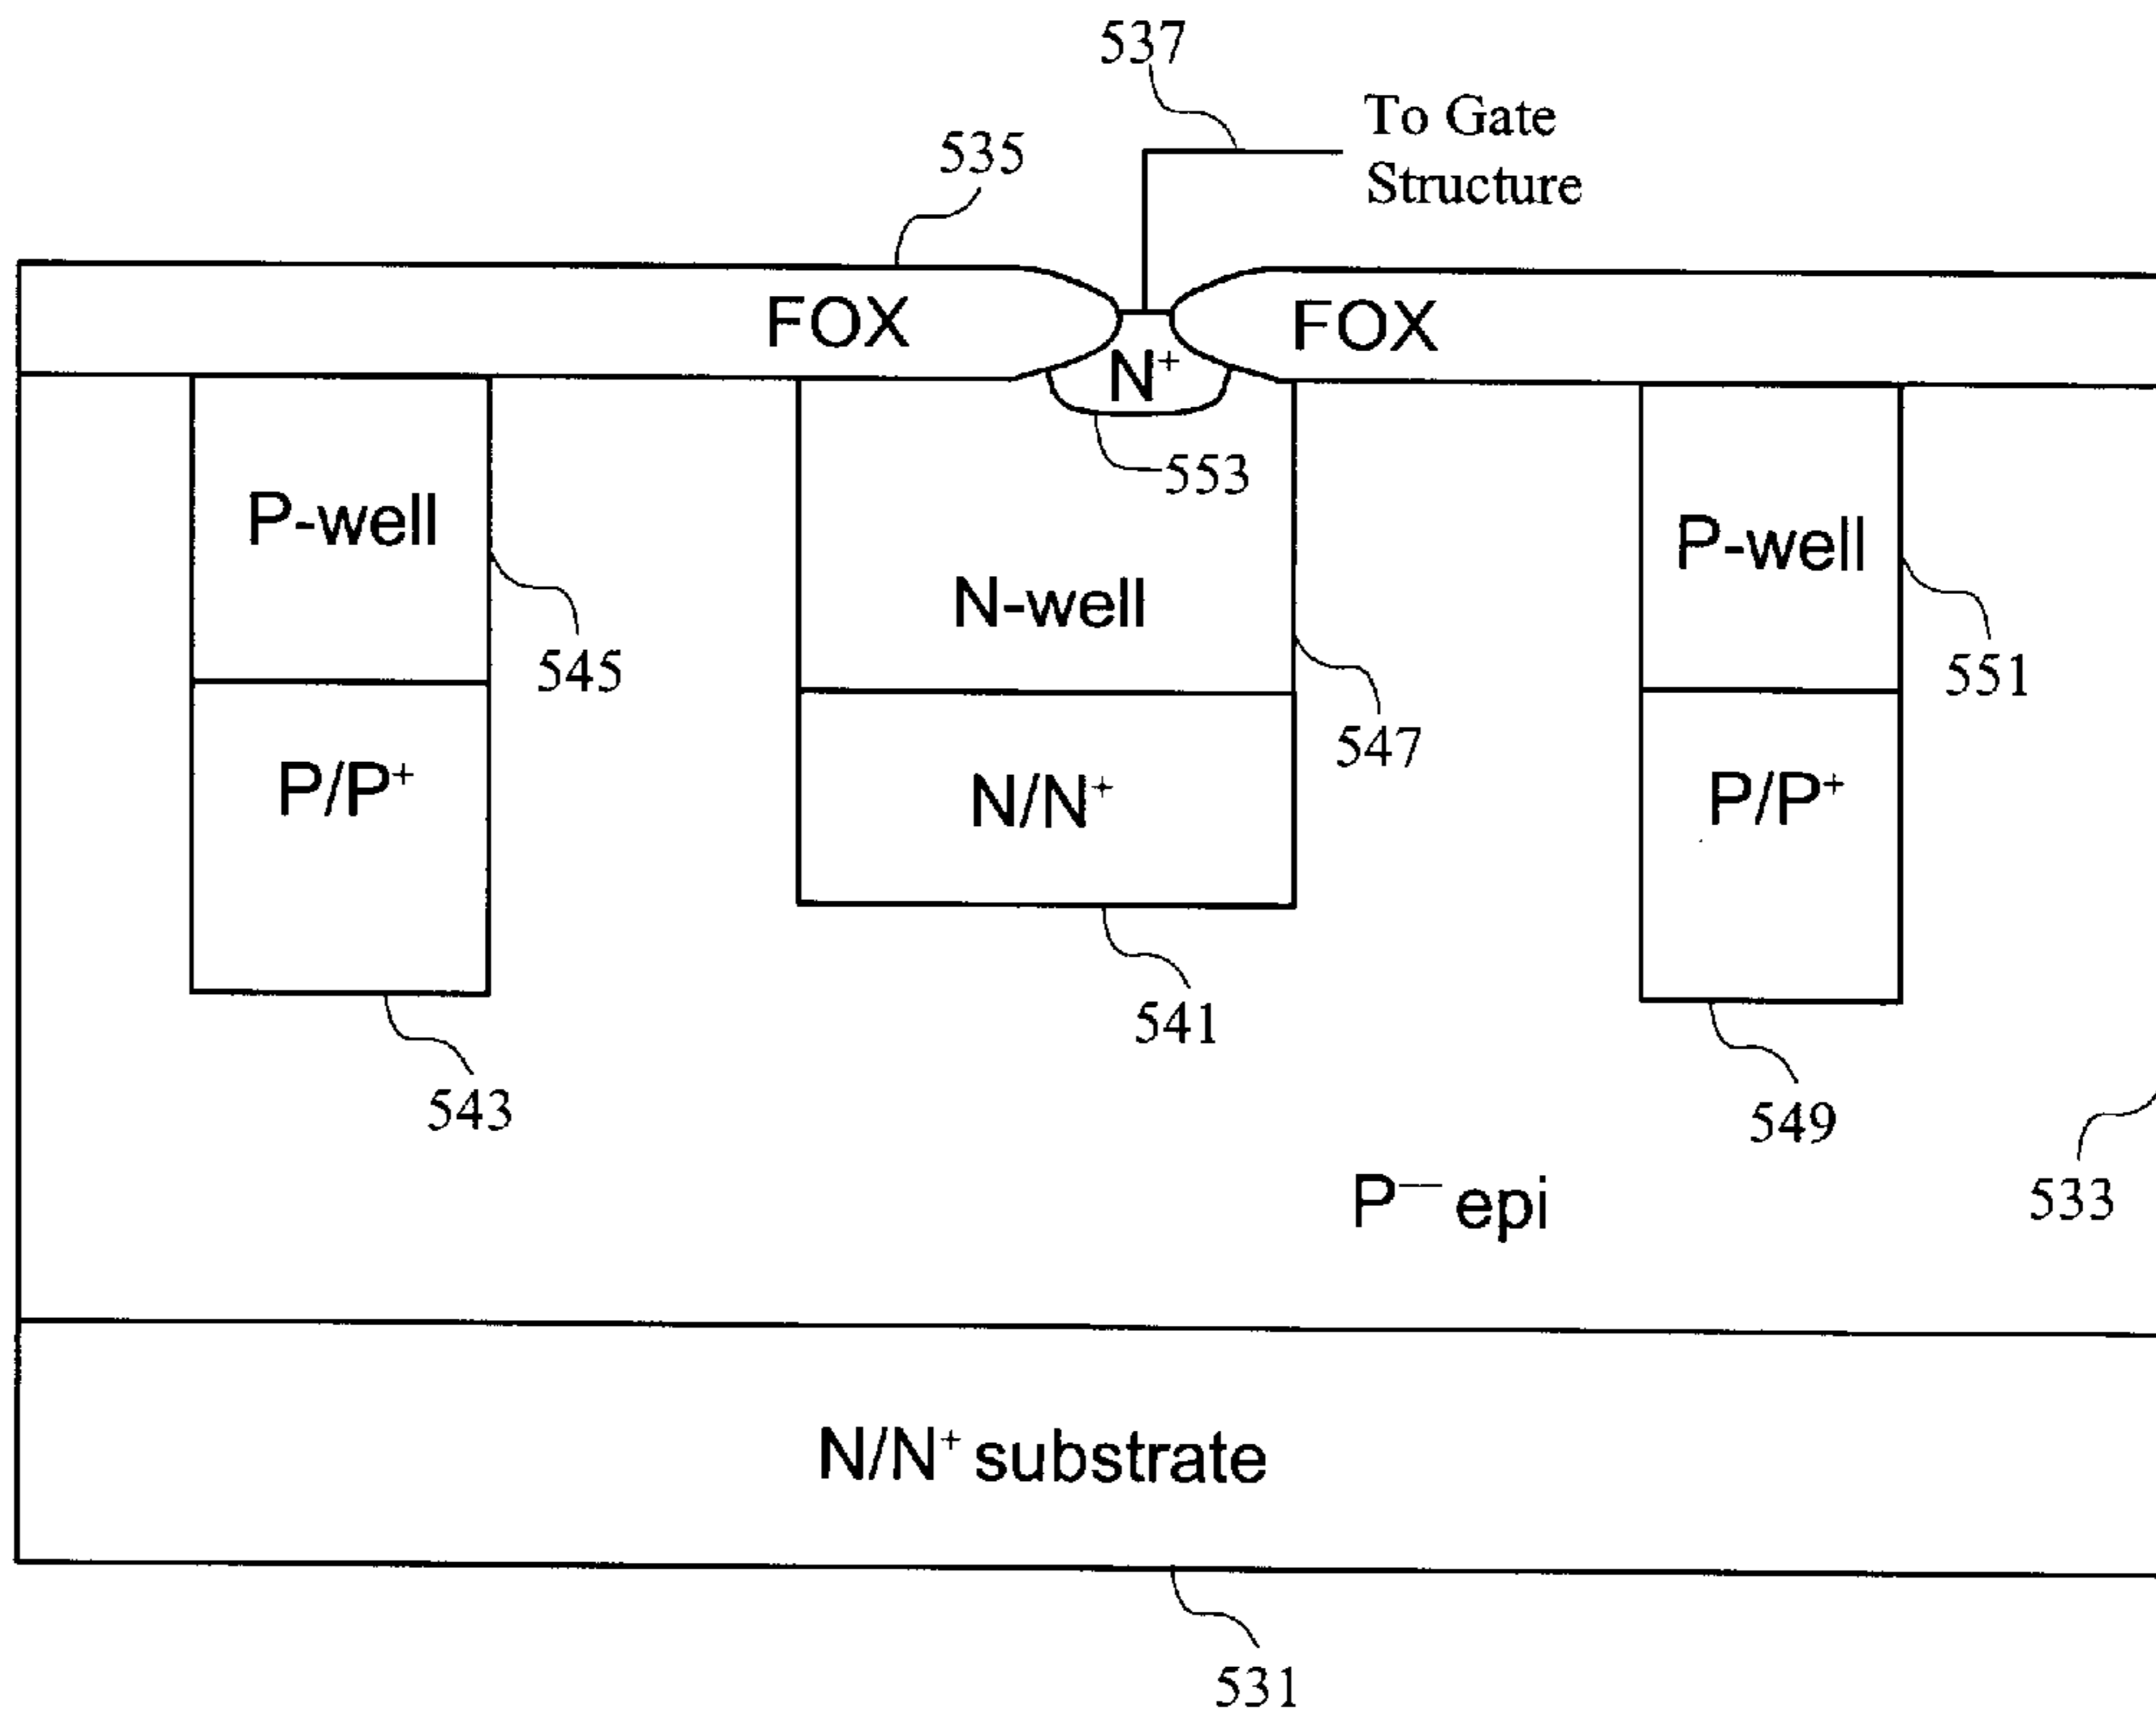 537
To Gate
Structure
535
FOX
FOX
N⁺
553
P-well
P-well
N-well
545
551
547
P/P⁺
N/N⁺
P/P⁺
541
543
549
P— epi
533
N/N⁺ substrate
531